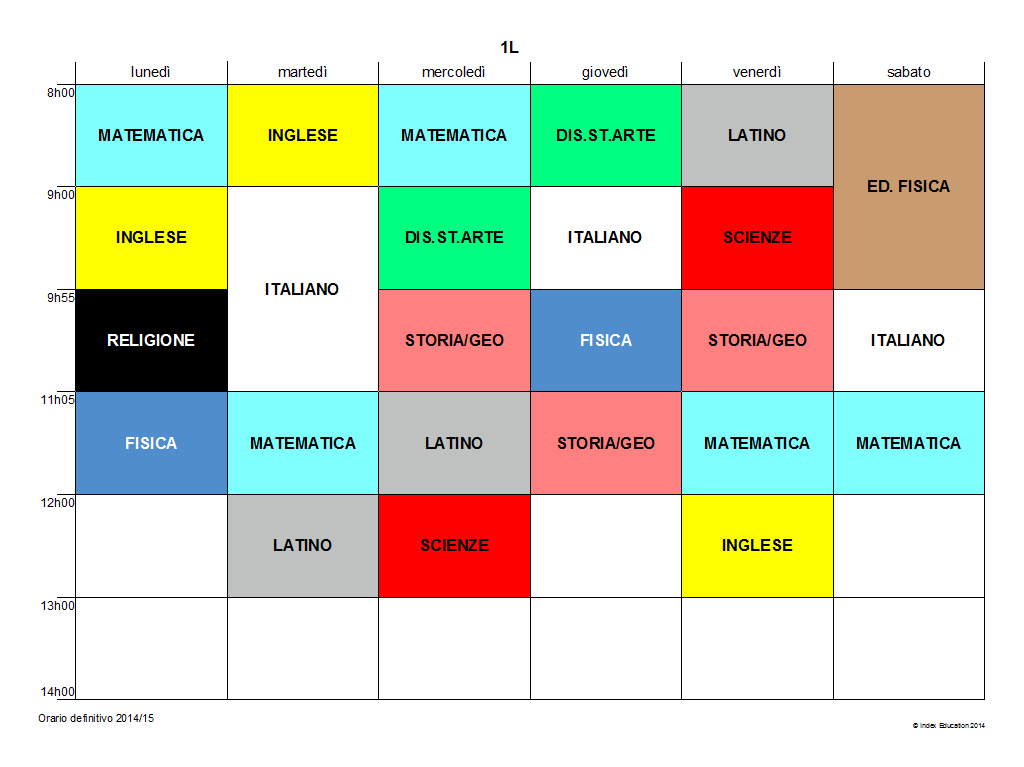 1L
lunedì martedì mercoledì giovedì venerdì sabato
8h00
MATEMATICA INGLESE MATEMATICA DIS.ST.ARTE LATINO
ED. FISICA
9h00
INGLESE DIS.ST.ARTE ITALIANO SCIENZE
ITALIANO
9h55
RELIGIONE STORIA/GEO FISICA STORIA/GEO ITALIANO
11h05
FISICA MATEMATICA LATINO STORIA/GEO MATEMATICA MATEMATICA
12h00
LATINO SCIENZE INGLESE
13h00
14h00
Orario definitivo 2014/15
© Index Education 2014